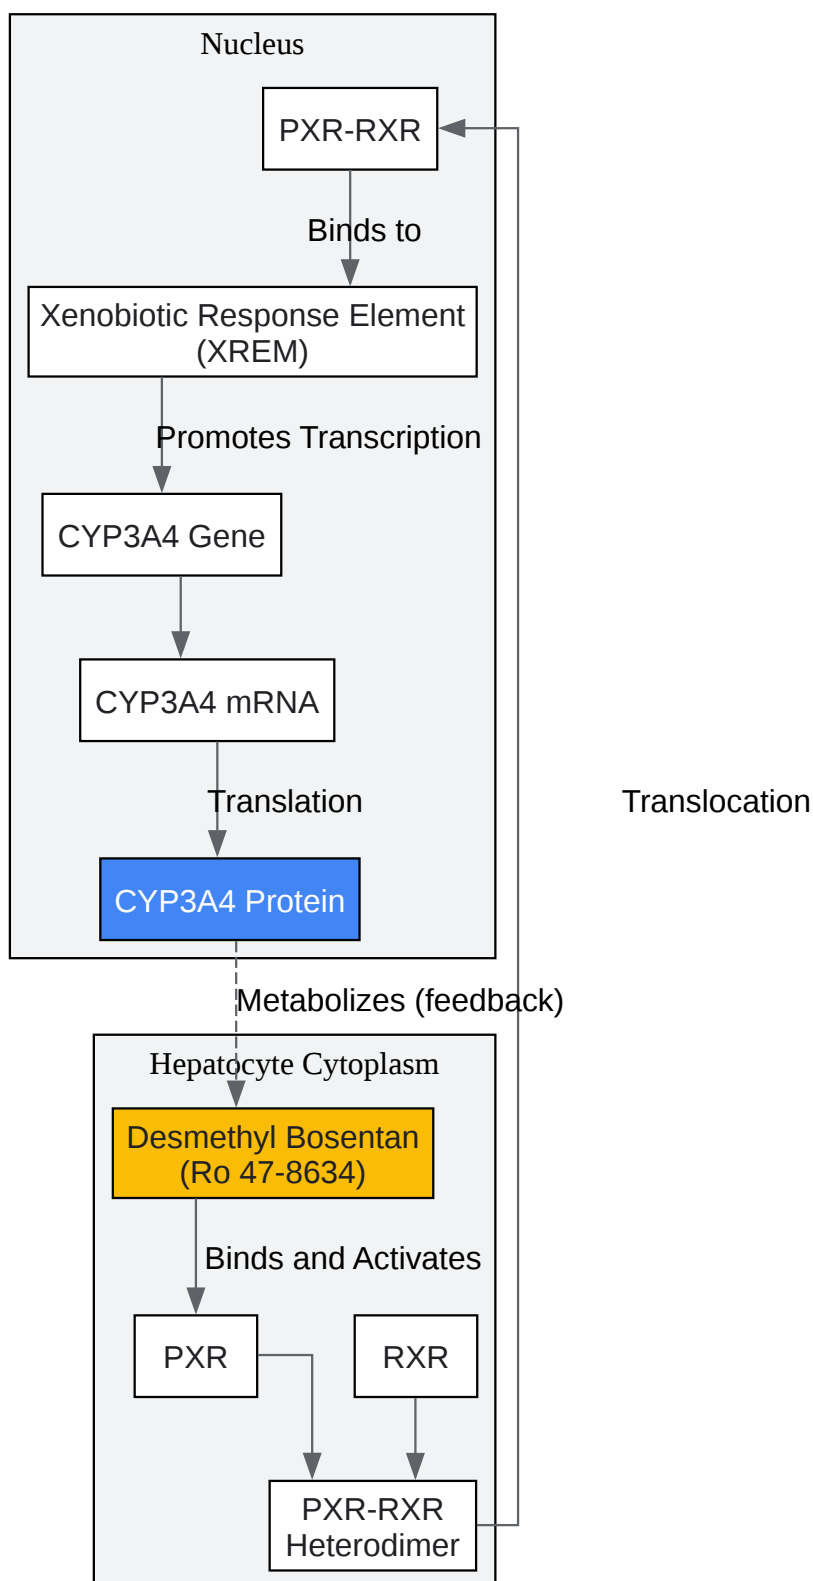 Nucleus
PXR-RXR
Binds to
Xenobiotic Response Element
(XREM)
Promotes Transcription
CYP3A4 Gene
CYP3A4 mRNA
Translation
Translocation
CYP3A4 Protein
Metabolizes (feedback)
Hepatocyte Cytoplasm
Desmethyl Bosentan
(Ro 47-8634)
Binds and Activates
PXR
RXR
PXR-RXR
Heterodimer